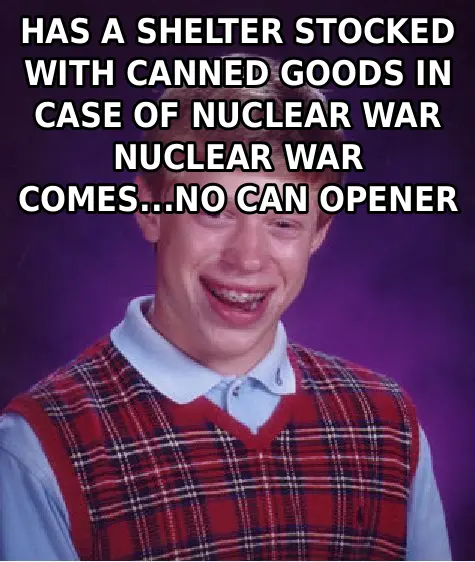 HAS A SHELTER STOCKED
WITH CANNED GOODS IN
CASE OF NUCLEAR WAR
NUCLEAR WAR
COMES...NO CAN OPENER